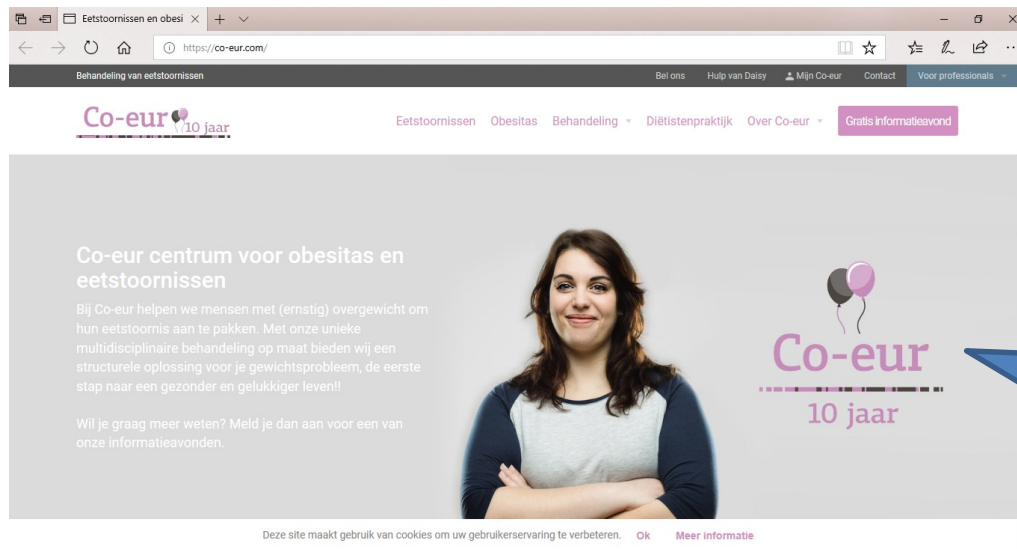 Eetstoornissen en obesi
https://co-eur.com/
Behandeling van eetstoornissen
Bel ons
Hulp van Daisy
Mijn Co-eur
Contact
Voor professionals
Co-eur 10 jaar
Eetstoornissen
Obesitas
Behandeling
Diëtistenpraktijk
Over Co-eur
Gratis informatieavond
Co-eur centrum voor obesitas en
eetstoornissen
Bij Co-eur helpen we mensen met (ernstig) overgewicht om
hun eetstoornis aan te pakken. Met onze unieke
multidisciplinaire behandeling op maat bieden wij een
structurele oplossing voor je gewichtsprobleem, de eerste
stap naar een gezonder en gelukkiger leven!!
Wil je graag meer weten? Meld je dan aan voor een van
onze informatieavonden.
Co-eur
10 jaar
Deze site maakt gebruik van cookies om uw gebruikerservaring te verbeteren. Ok Meer informatie